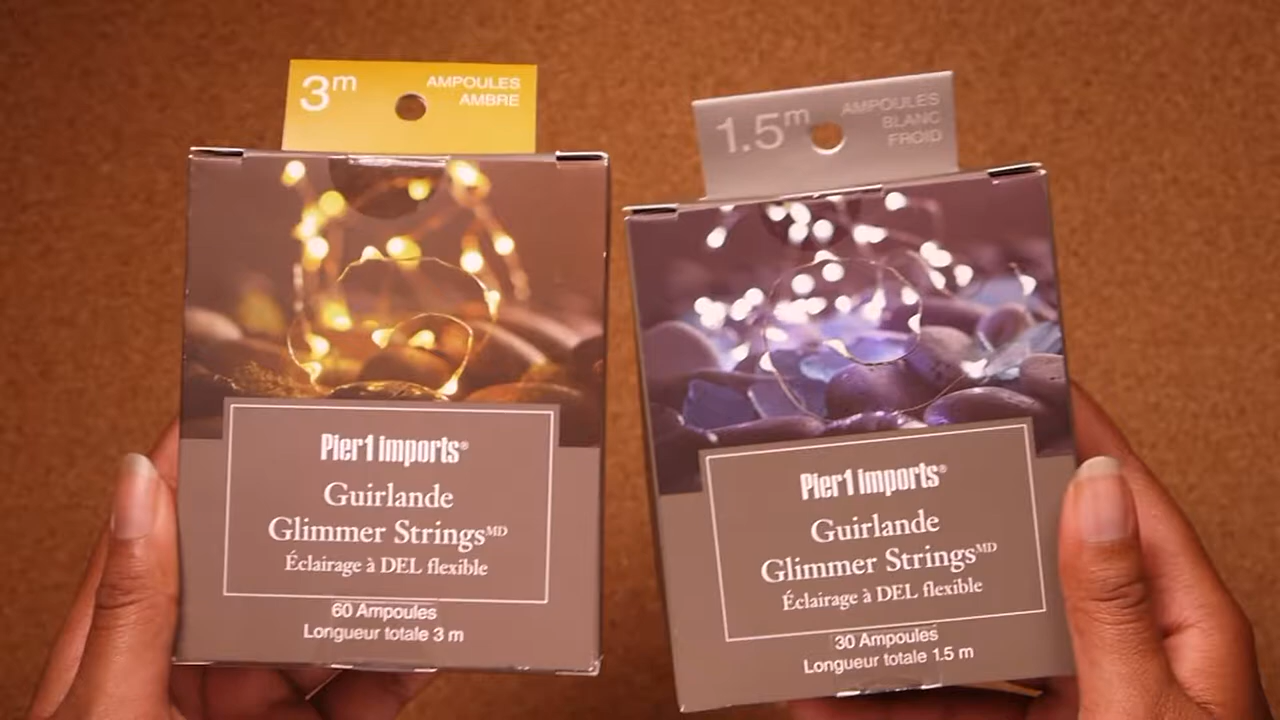 3m
AMPOULES
AMBRE
Pier1 imports®
Guirlande
Glimmer Strings MD
Éclairage à DEL flexible
60 Ampoules
Longueur totale 3 m
1.5m
AMPOULES
BLANC
FROID
Pier1 imports®
Guirlande
Glimmer Strings MD
Éclairage à DEL flexible
30 Ampoules
Longueur totale 1.5 m